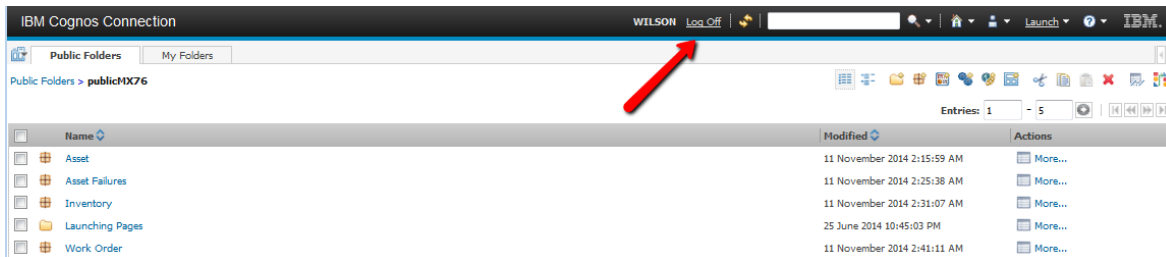 IBM Cognos Connection WILSON Log Off Launch IBM.
Public Folders My Folders
Public Folders > publicMX76
Entries: 1 - 5
Name Modified Actions
Asset 11 November 2014 2:15:59 AM More...
Asset Failures 11 November 2014 2:25:38 AM More...
Inventory 11 November 2014 2:31:07 AM More...
Launching Pages 25 June 2014 10:45:03 PM More...
Work Order 11 November 2014 2:41:11 AM More...